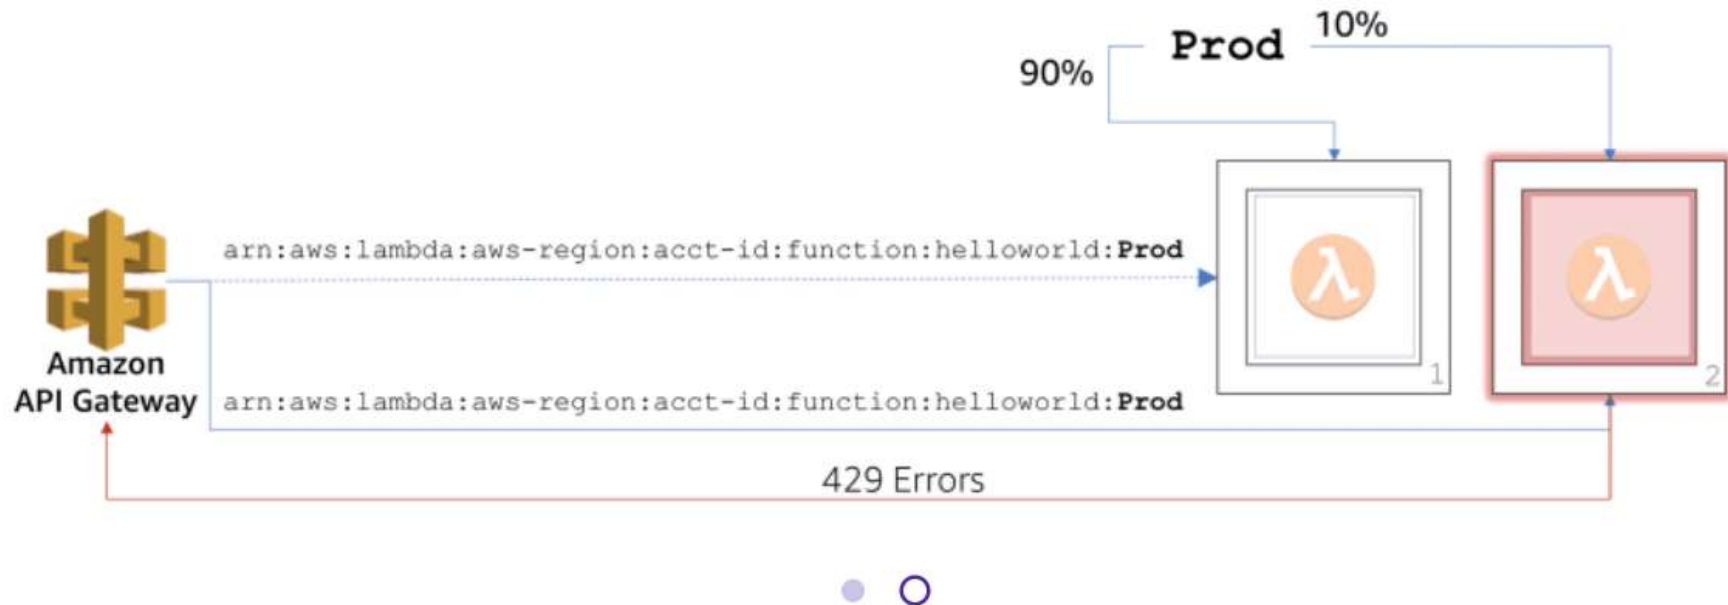 Prod
10%
90%
arn:aws:lambda:aws-region:acct-id:function:helloworld:Prod
λ
λ
1
2
Amazon
API Gateway
arn:aws:lambda:aws-region:acct-id:function:helloworld:Prod
429 Errors